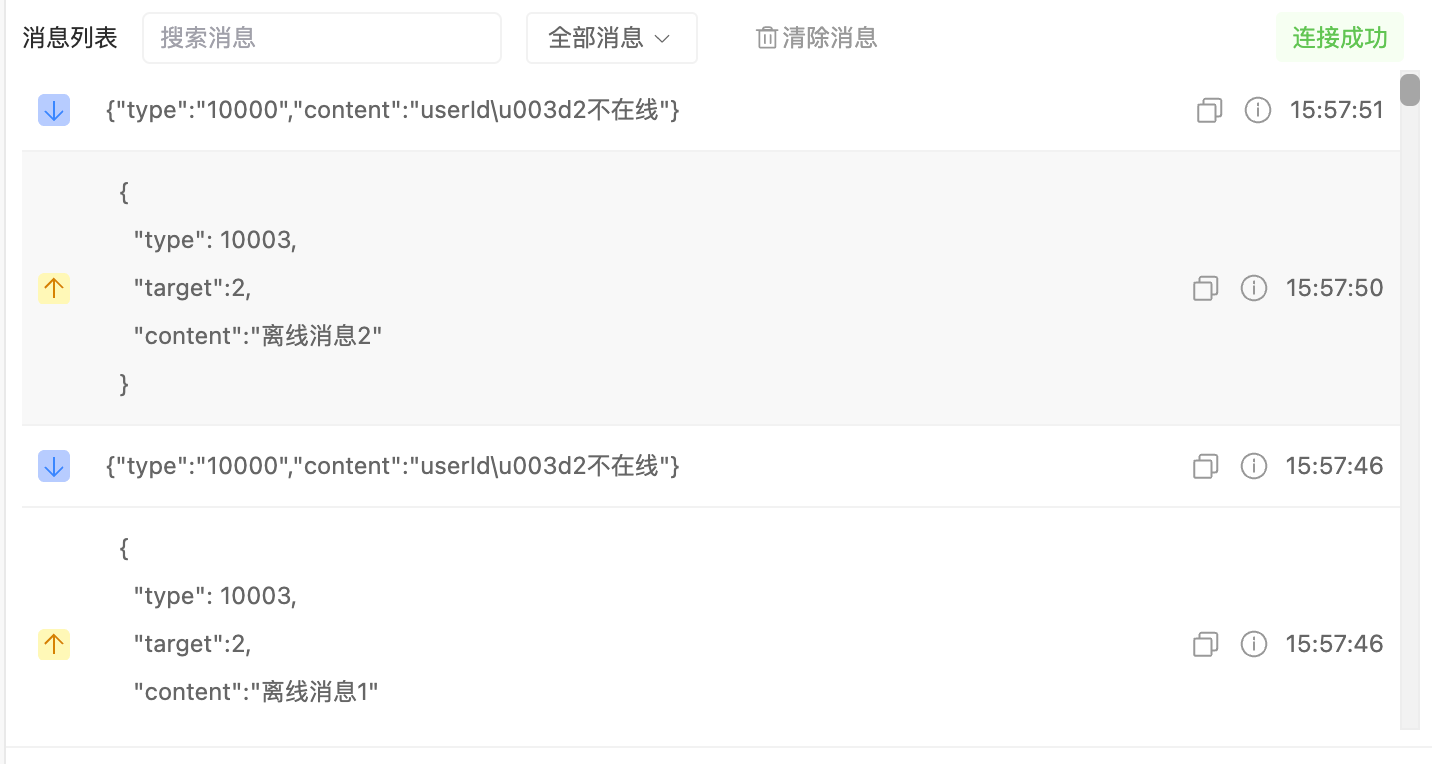 消息列表 搜索消息 全部消息 清除消息 连接成功
{"type":"10000","content":"userId\u003d2不在线"} 15:57:51
{
"type": 10003,
"target":2, 15:57:50
"content":"离线消息2"
}
{"type":"10000","content":"userId\u003d2不在线"} 15:57:46
{
"type": 10003,
"target":2, 15:57:46
"content":"离线消息1"